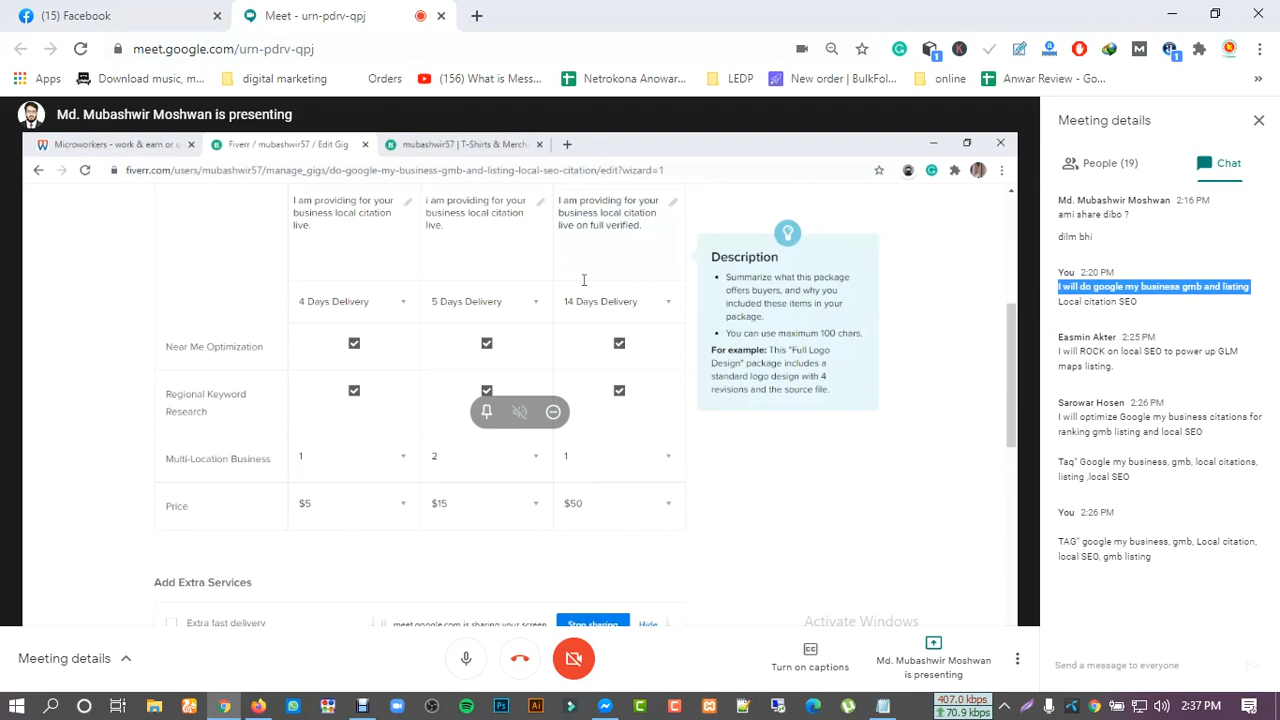 (15) Facebook
Meet - urn-pdrv-qpj
meet.google.com/urn-pdrv-qpj
Apps
Download music, m...
digital marketing
Orders
(156) What is Mess...
Netrokona Anowar...
LEDP
New order | BulkFol...
online
Anwar Review - Go...
»
Md. Mubashwir Moshwan is presenting
Microworkers - work & earn or o
Fiverr / mubashwir57 / Edit Gig
mubashwir57 | T-Shirts & Merch
fiverr.com/users/mubashwir57/manage_gigs/do-google-my-business-gmb-and-listing-local-seo-citation/edit?wizard=1
I am providing for your
business local citation
live.
i am providing for your
business local citation
live.
I am providing for your
business local citation
live on full verified.
4 Days Delivery
5 Days Delivery
14 Days Delivery
Near Me Optimization
Regional Keyword
Research
Multi-Location Business
1
2
1
Price
$5
$15
$50
Add Extra Services
Extra fast delivery
meet.google.com is sharing your screen.
Stop sharing
Hide
Description
• Summarize what this package
offers buyers, and why you
included these items in your
package.
• You can use maximum 100 chars.
For example: This "Full Logo
Design" package includes a
standard logo design with 4
revisions and the source file.
Activate Windows
Meeting details
People (19)
Chat
Md. Mubashwir Moshwan 2:16 PM
ami share dibo ?
dilm bhi
You 2:20 PM
I will do google my business gmb and listing
Local citation SEO
Easmin Akter 2:25 PM
I will ROCK on local SEO to power up GLM
maps listing.
Sarowar Hosen 2:26 PM
I will optimize Google my business citations for
ranking gmb listing and local SEO
Taq" Google my business, gmb, local citations,
listing ,local SEO
You 2:26 PM
TAG" google my business, gmb, Local citation,
local SEO, gmb listing
Send a message to everyone
Meeting details
Turn on captions
Md. Mubashwir Moshwan
is presenting
407.0 kbps
70.9 kbps
2:37 PM